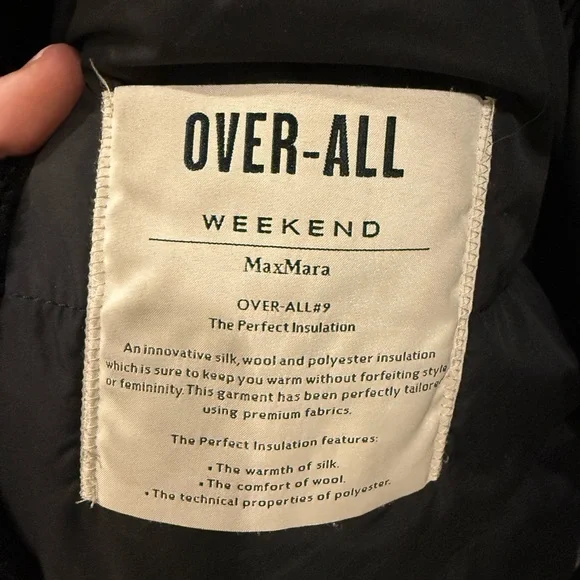 OVER-ALL
WEEKEND
MaxMara
OVER-ALL#9
The Perfect Insulation
An innovative silk, wool and polyester insulation
which is sure to keep you warm without forfeiting style
or femininity. This garment has been perfectly tailored
using premium fabrics.
The Perfect Insulation features:
• The warmth of silk.
• The comfort of wool.
• The technical properties of polyester.